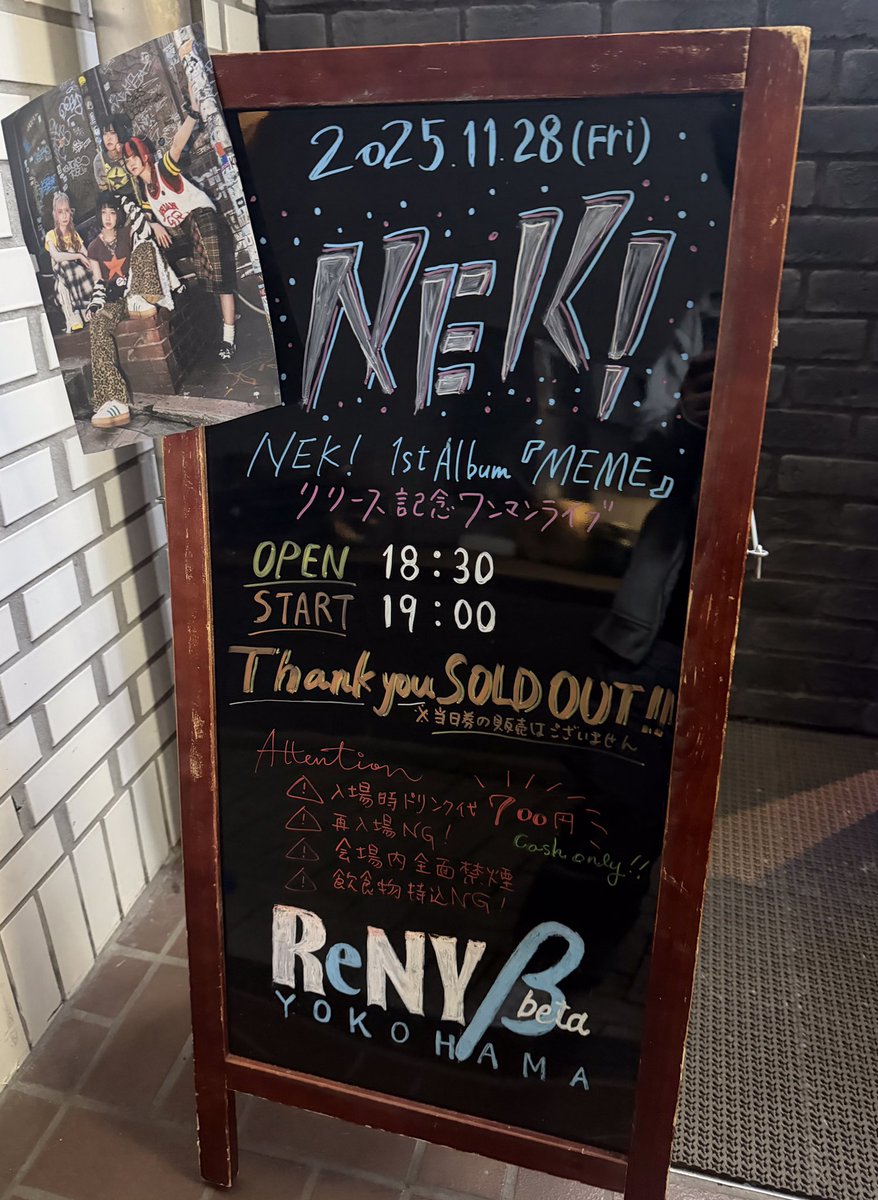 2025.11.28(Fri)
NEK!
NEK! 1st Album『MEME』
リリース記念ワンマンライブ
OPEN 18:30
START 19:00
Thank you SOLD OUT!!!
※当日券の販売はございません
Attention
入場時ドリンク代 700円
Cash only!!
再入場NG!
会場内全面禁煙
飲食物持込NG!
ReNY β beta
YOKOHAMA